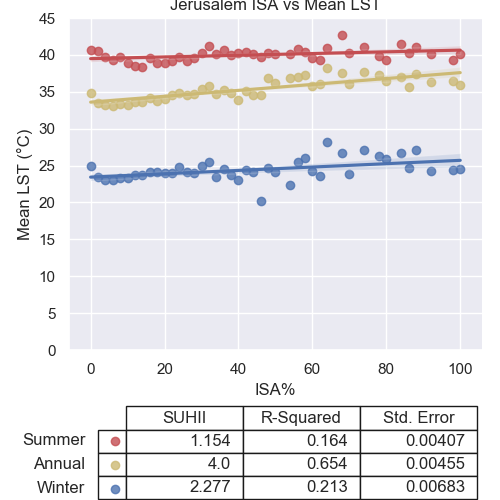 Jerusalem ISA vs Mean LST
45
40
35
30
25
20
15
10
5
0
Mean LST (°C)
0 20 40 60 80 100
ISA%
SUHII R-Squared Std. Error
Summer 1.154 0.164 0.00407
Annual 4.0 0.654 0.00455
Winter 2.277 0.213 0.00683